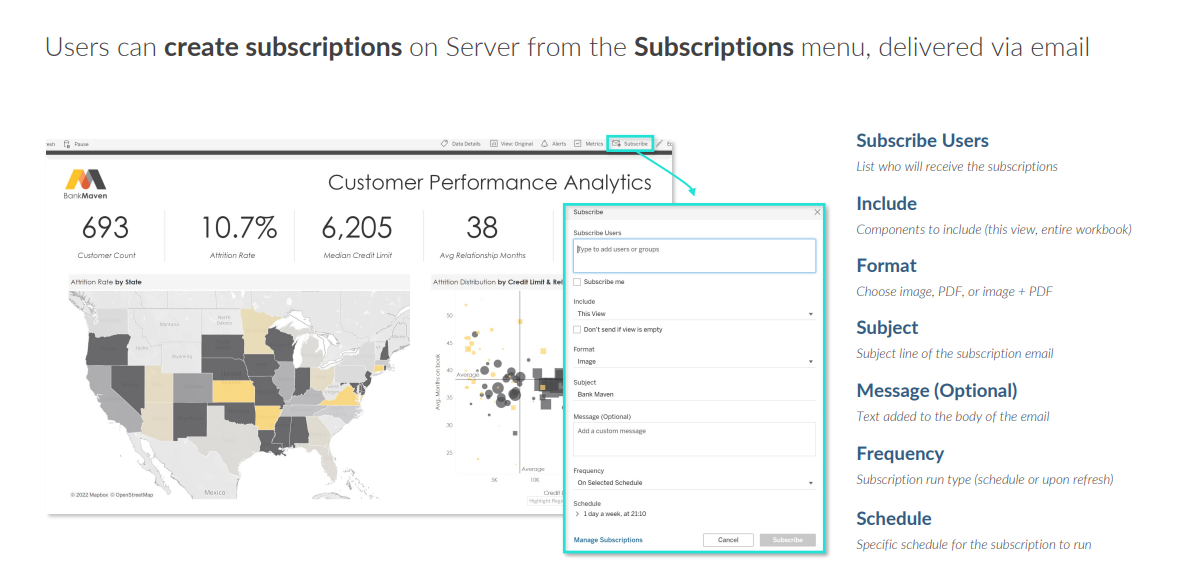 Users can create subscriptions on Server from the Subscriptions menu, delivered via email
Pause
Data Details
View: Original
Alerts
Metrics
Subscribe
BankMaven
Customer Performance Analytics
693
Customer Count
10.7%
Attrition Rate
6,205
Median Credit Limit
38
Avg Relationship Months
Attrition Rate by State
Montana
North
Dakota
Wyoming
Mexico
© 2022 Mapbox © OpenStreetMap
Attrition Distribution by Credit Limit & Rel
Avg. Months on book
50
45
40
35
30
25
Average
Average
5K
10K
Credit L
Subscribe
Subscribe Users
Type to add users or groups
Subscribe me
Include
This View
Don't send if view is empty
Format
Image
Subject
Bank Maven
Message (Optional)
Add a custom message
Frequency
On Selected Schedule
Schedule
1 day a week, at 21:10
Manage Subscriptions
Cancel
Subscribe
Subscribe Users
List who will receive the subscriptions
Include
Components to include (this view, entire workbook)
Format
Choose image, PDF, or image + PDF
Subject
Subject line of the subscription email
Message (Optional)
Text added to the body of the email
Frequency
Subscription run type (schedule or upon refresh)
Schedule
Specific schedule for the subscription to run